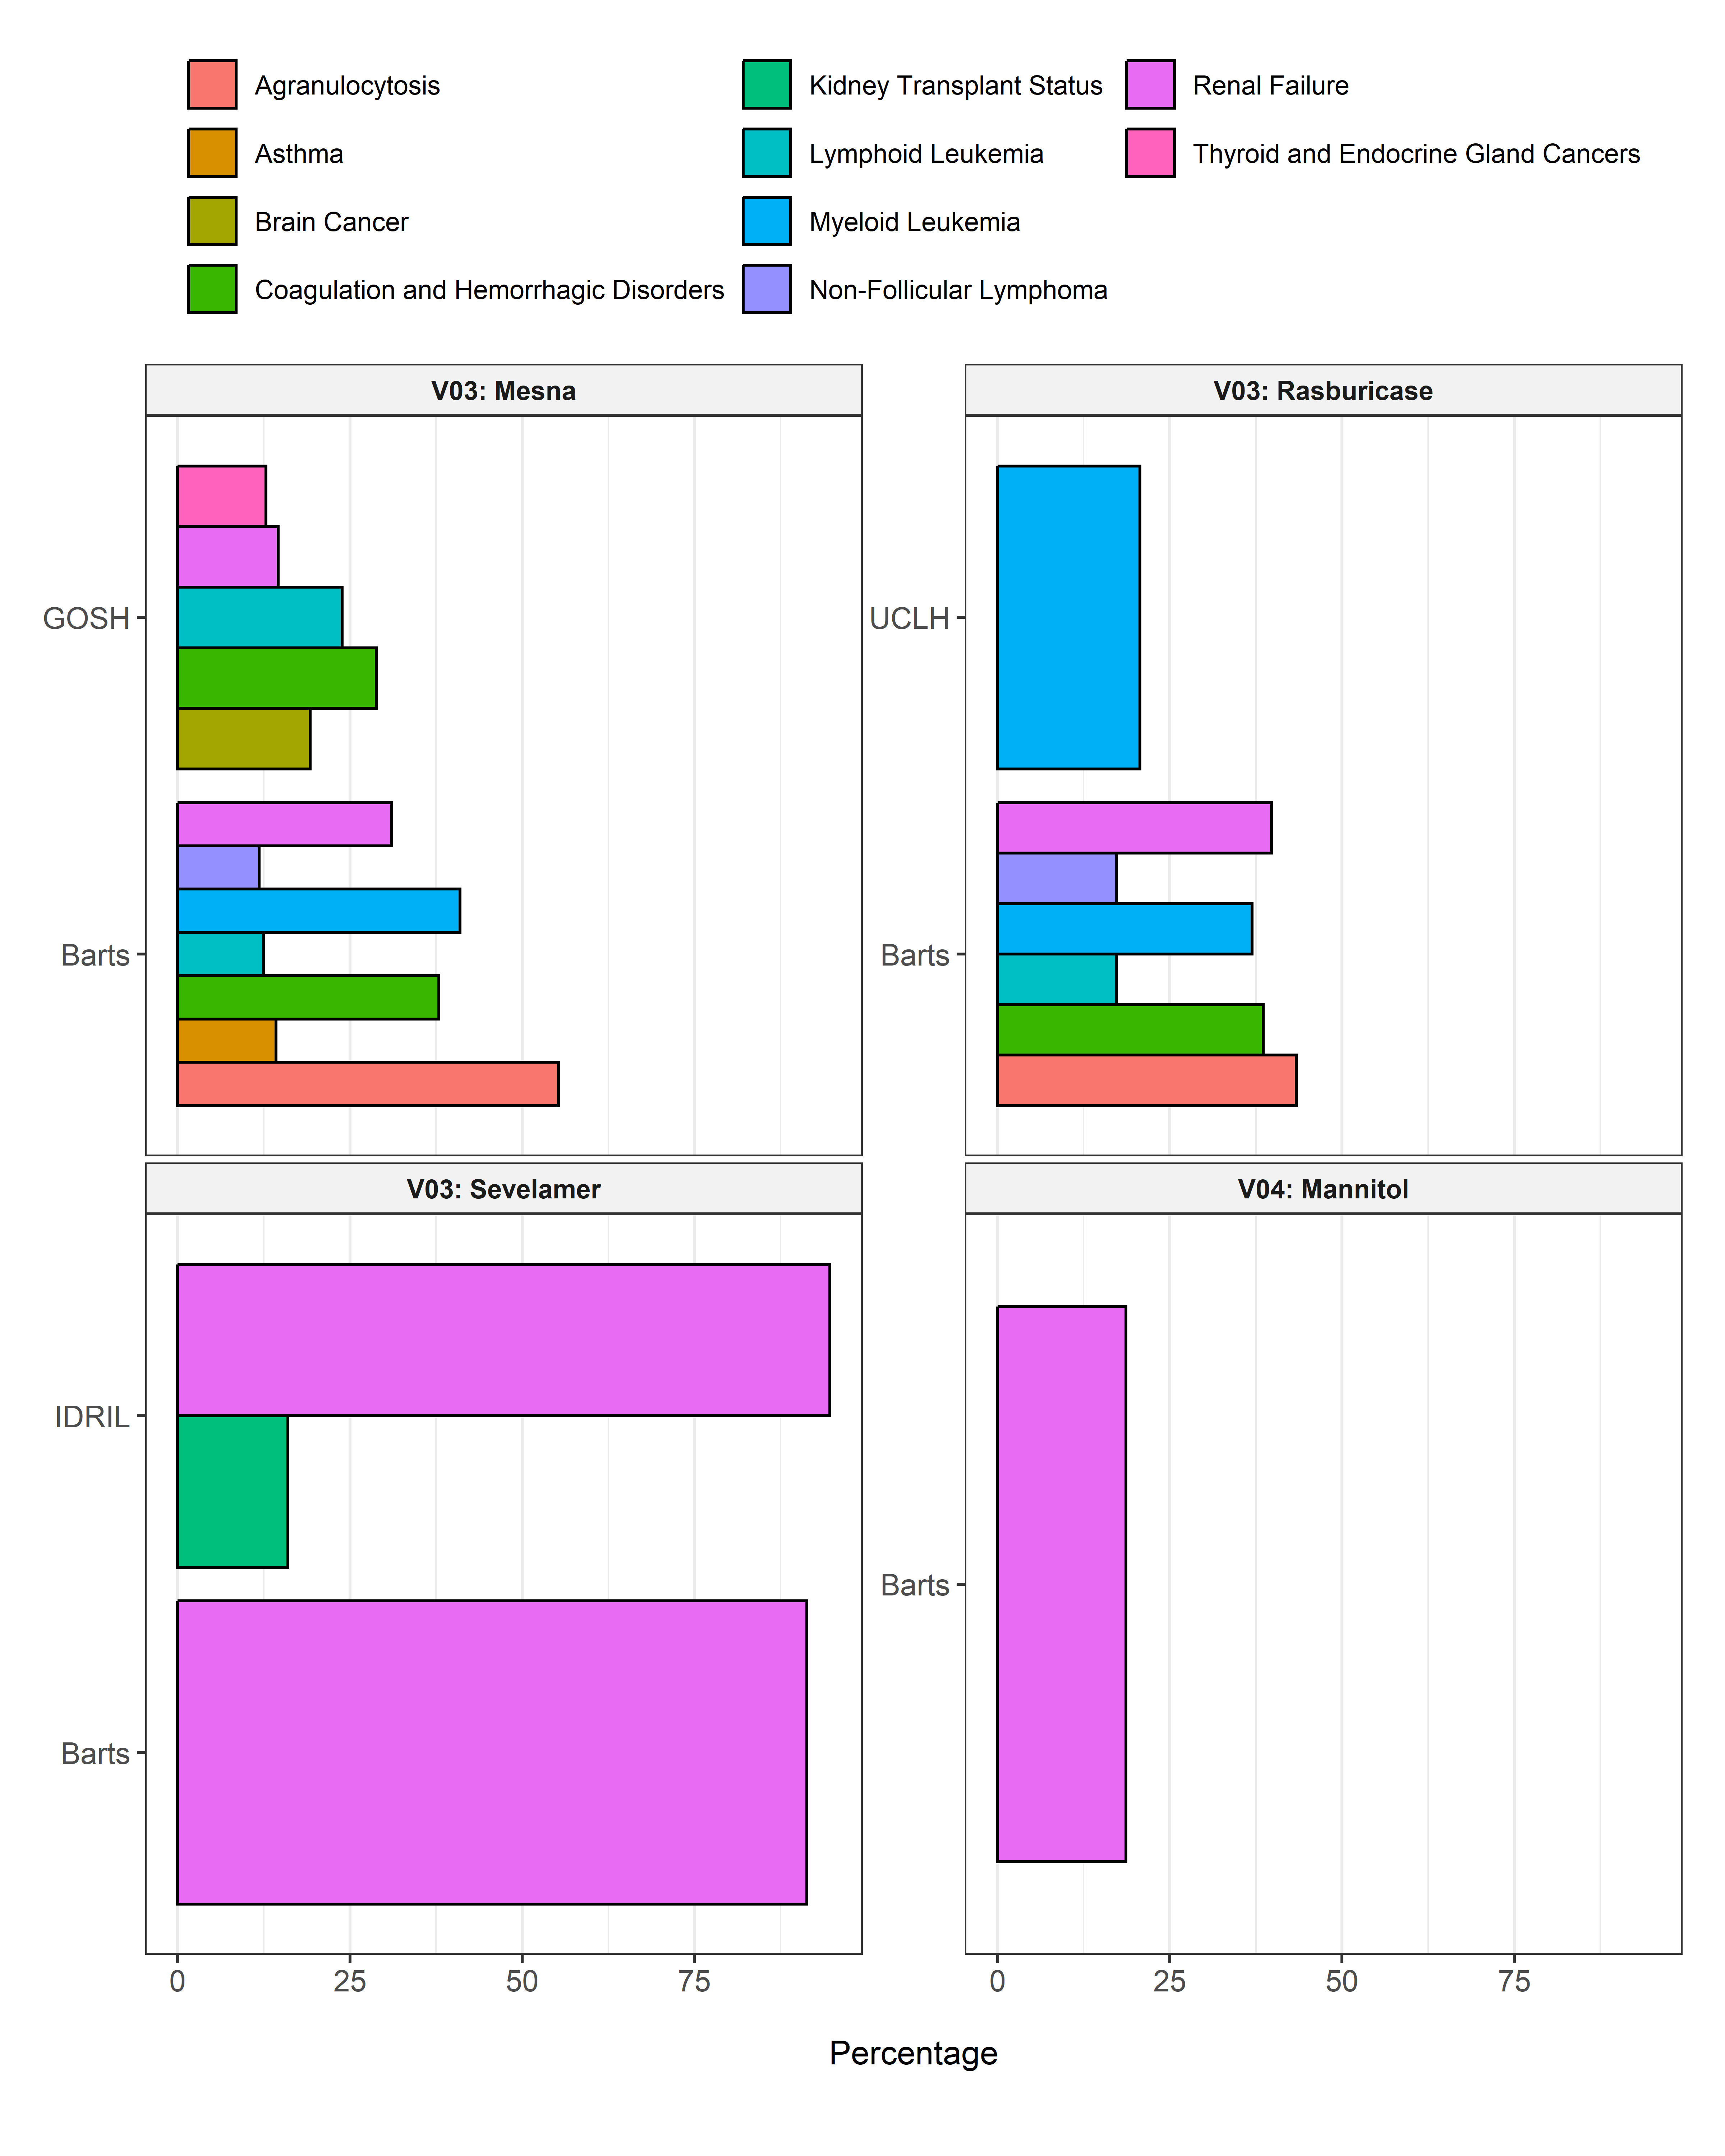 Agranulocytosis
Asthma
Brain Cancer
Coagulation and Hemorrhagic Disorders
Kidney Transplant Status
Lymphoid Leukemia
Myeloid Leukemia
Non-Follicular Lymphoma
Renal Failure
Thyroid and Endocrine Gland Cancers
V03: Mesna
GOSH
Barts
V03: Rasburicase
UCLH
Barts
V03: Sevelamer
IDRIL
Barts
0 25 50 75
V04: Mannitol
Barts
0 25 50 75
Percentage